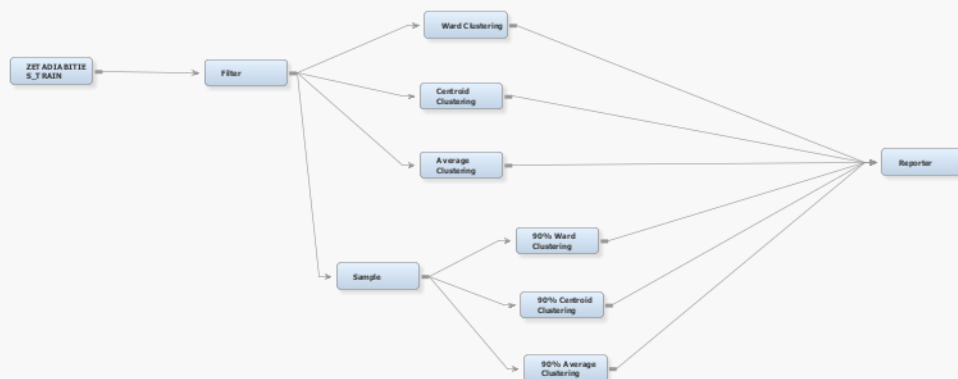 Ward Clustering
ZETADIABITIE
S_TRAIN
Filter
Centroid
Clustering
Average
Clustering
Reporter
90% Ward
Clustering
Sample
90% Centroid
Clustering
90% Average
Clustering